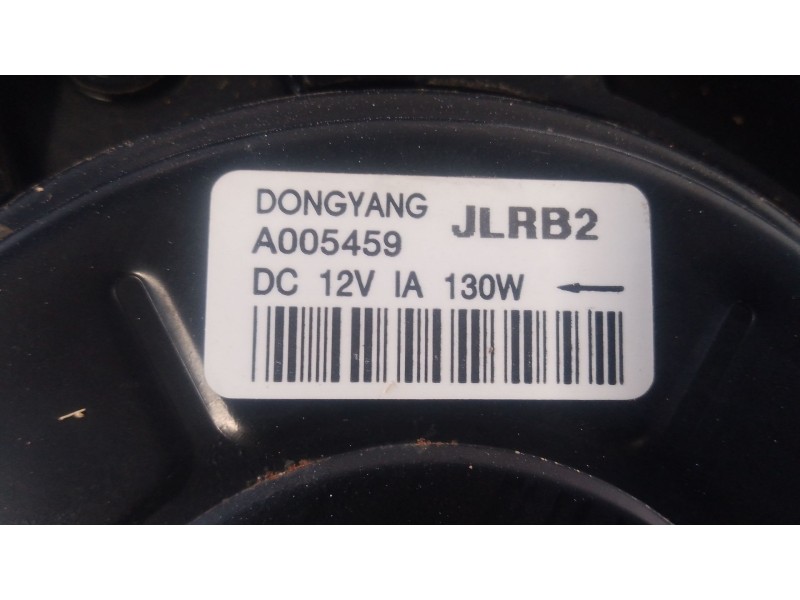 DONGYANG JLRB2
A005459
DC 12V IA 130W ←